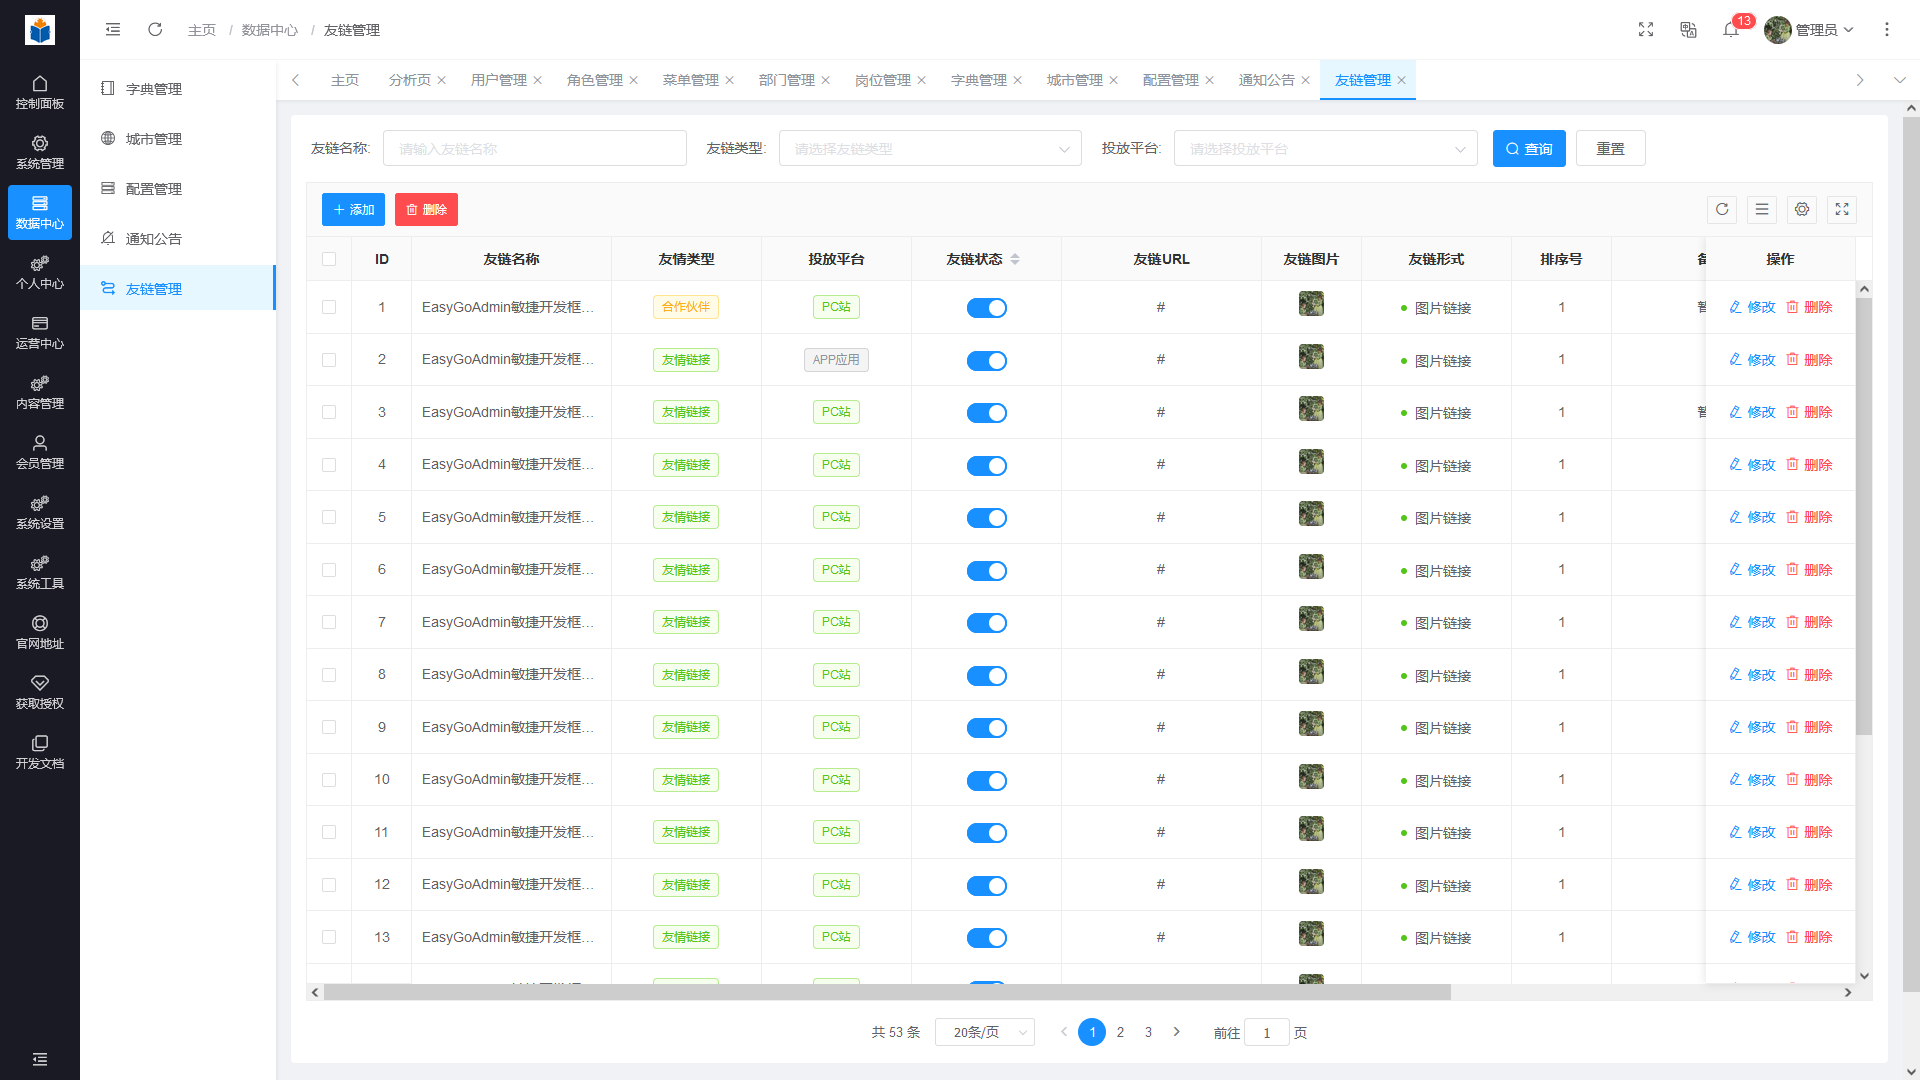 主页 / 数据中心 / 友链管理
13
管理员
控制面板
系统管理
数据中心
个人中心
运营中心
内容管理
会员管理
系统设置
系统工具
官网地址
获取授权
开发文档
字典管理
城市管理
配置管理
通知公告
友链管理
主页 分析页 用户管理 角色管理 菜单管理 部门管理 岗位管理 字典管理 城市管理 配置管理 通知公告 友链管理
友链名称: 请输入友链名称 友链类型: 请选择友链类型 投放平台: 请选择投放平台 查询 重置
添加 删除
ID 友链名称 友情类型 投放平台 友链状态 友链URL 友链图片 友链形式 排序号 操作
1 EasyGoAdmin敏捷开发框... 合作伙伴 PC站 # 图片链接 1 修改 删除
2 EasyGoAdmin敏捷开发框... 友情链接 APP应用 # 图片链接 1 修改 删除
3 EasyGoAdmin敏捷开发框... 友情链接 PC站 # 图片链接 1 修改 删除
4 EasyGoAdmin敏捷开发框... 友情链接 PC站 # 图片链接 1 修改 删除
5 EasyGoAdmin敏捷开发框... 友情链接 PC站 # 图片链接 1 修改 删除
6 EasyGoAdmin敏捷开发框... 友情链接 PC站 # 图片链接 1 修改 删除
7 EasyGoAdmin敏捷开发框... 友情链接 PC站 # 图片链接 1 修改 删除
8 EasyGoAdmin敏捷开发框... 友情链接 PC站 # 图片链接 1 修改 删除
9 EasyGoAdmin敏捷开发框... 友情链接 PC站 # 图片链接 1 修改 删除
10 EasyGoAdmin敏捷开发框... 友情链接 PC站 # 图片链接 1 修改 删除
11 EasyGoAdmin敏捷开发框... 友情链接 PC站 # 图片链接 1 修改 删除
12 EasyGoAdmin敏捷开发框... 友情链接 PC站 # 图片链接 1 修改 删除
13 EasyGoAdmin敏捷开发框... 友情链接 PC站 # 图片链接 1 修改 删除
共 53 条 20条/页 1 2 3 前往 1 页